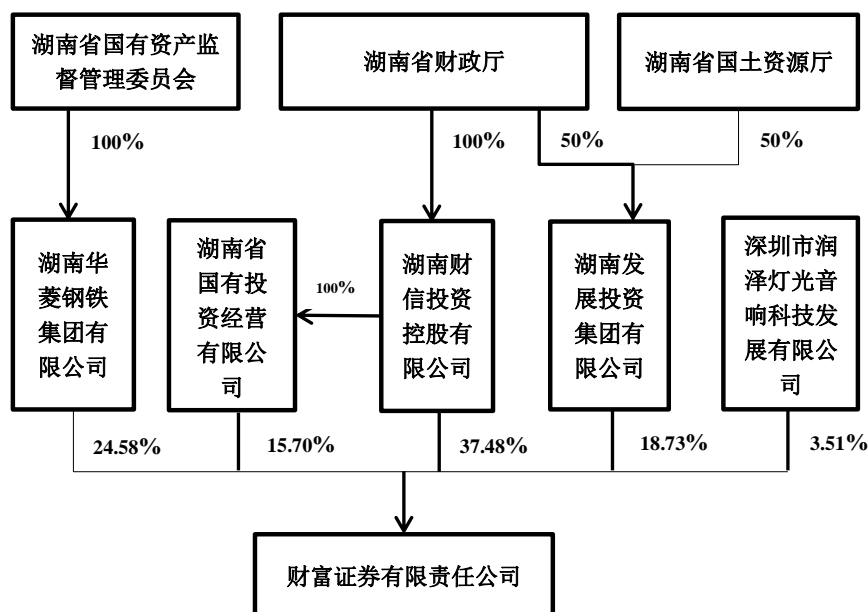 湖南省国有资产监
督管理委员会
湖南省财政厅
湖南省国土资源厅
100%
100%
50%
50%
湖南华
菱钢铁
集团有
限公司
湖南省
国有投
资经营
有限公
司
100%
湖南财
信投资
控股有
限公司
湖南发
展投资
集团有
限公司
深圳市润
泽灯光音
响科技发
展有限公
司
24.58%
15.70%
37.48%
18.73%
3.51%
财富证券有限责任公司